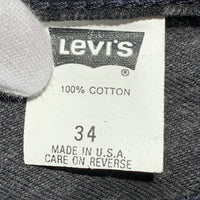 LEVI'S
®
100% COTTON
34
MADE IN U.S.A.
CARE ON REVERSE